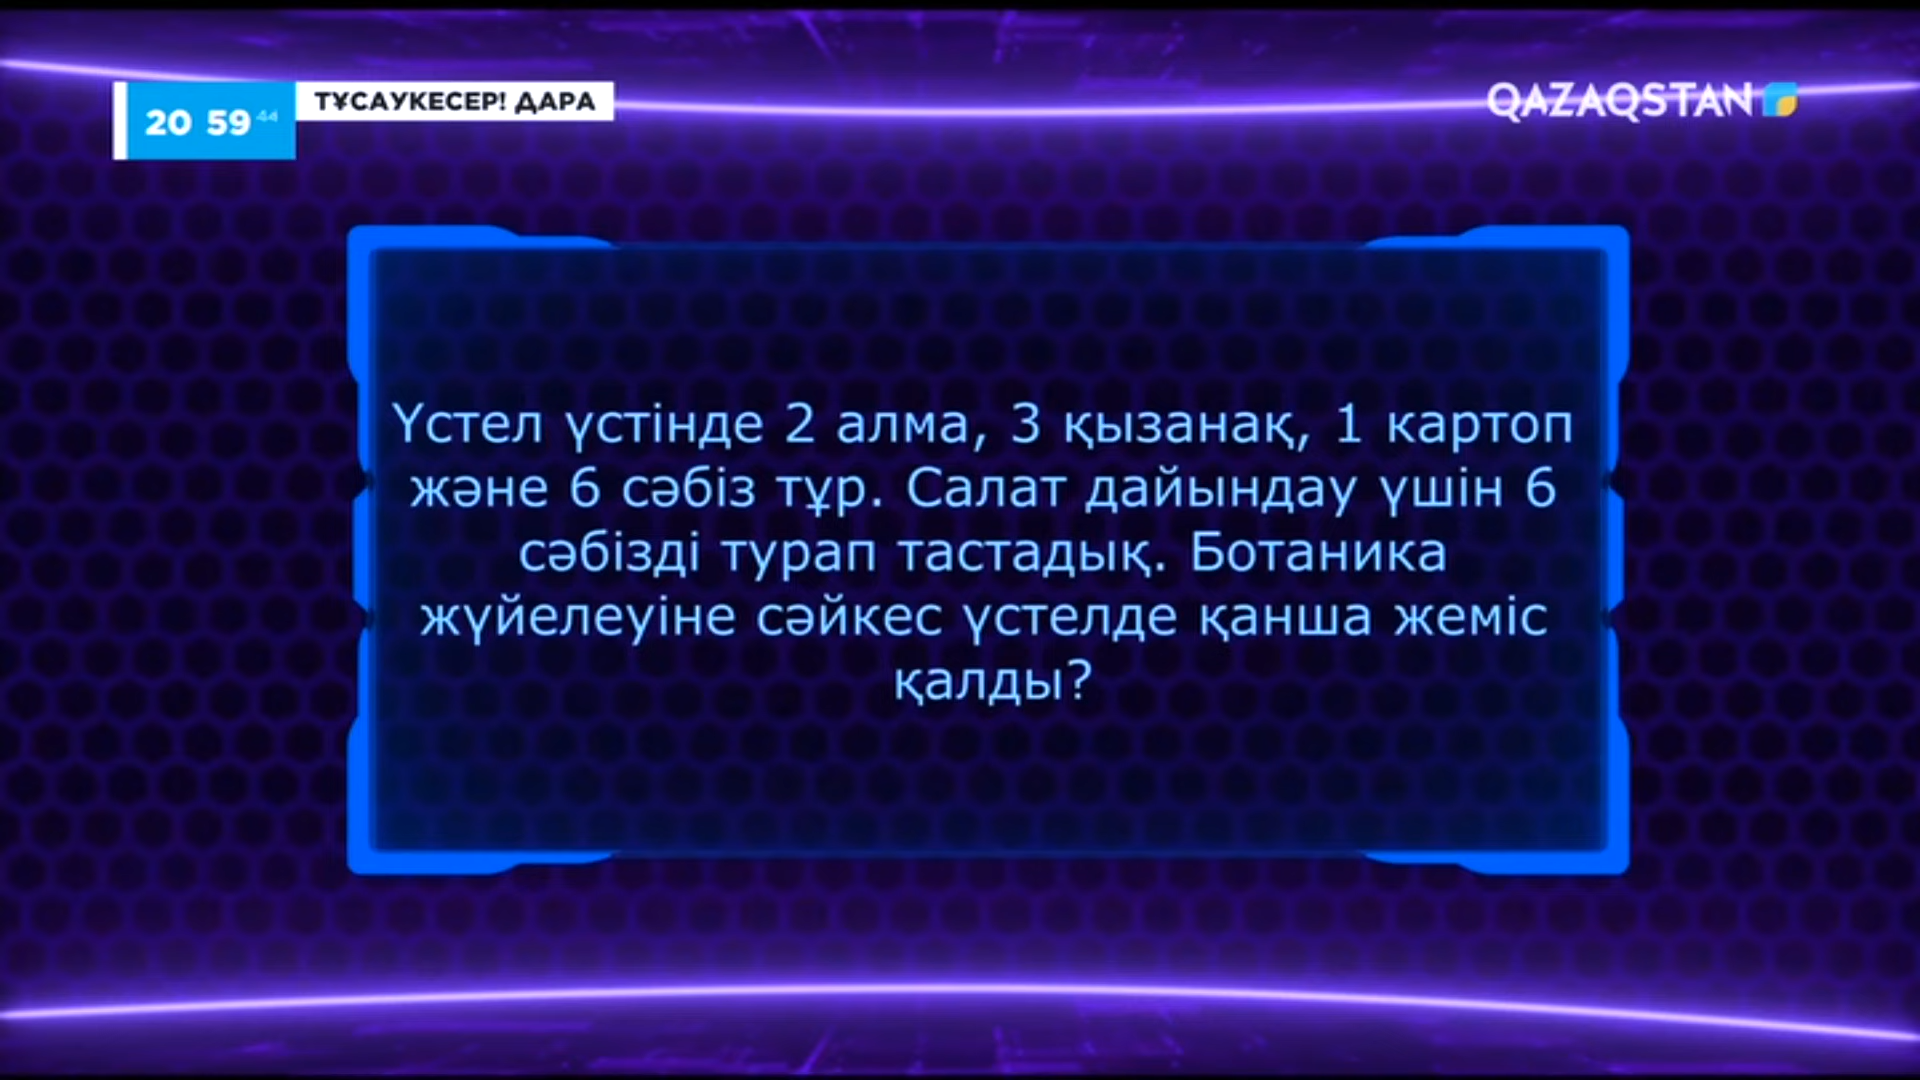 20 59 44
ТҰСАУКЕСЕР! ДАРА
QAZAQSTAN
Үстел үстінде 2 алма, 3 қызанақ, 1 картоп
және 6 сәбіз тұр. Салат дайындау үшін 6
сәбізді турап тастадық. Ботаника
жүйелеуіне сәйкес үстелде қанша жеміс
қалды?